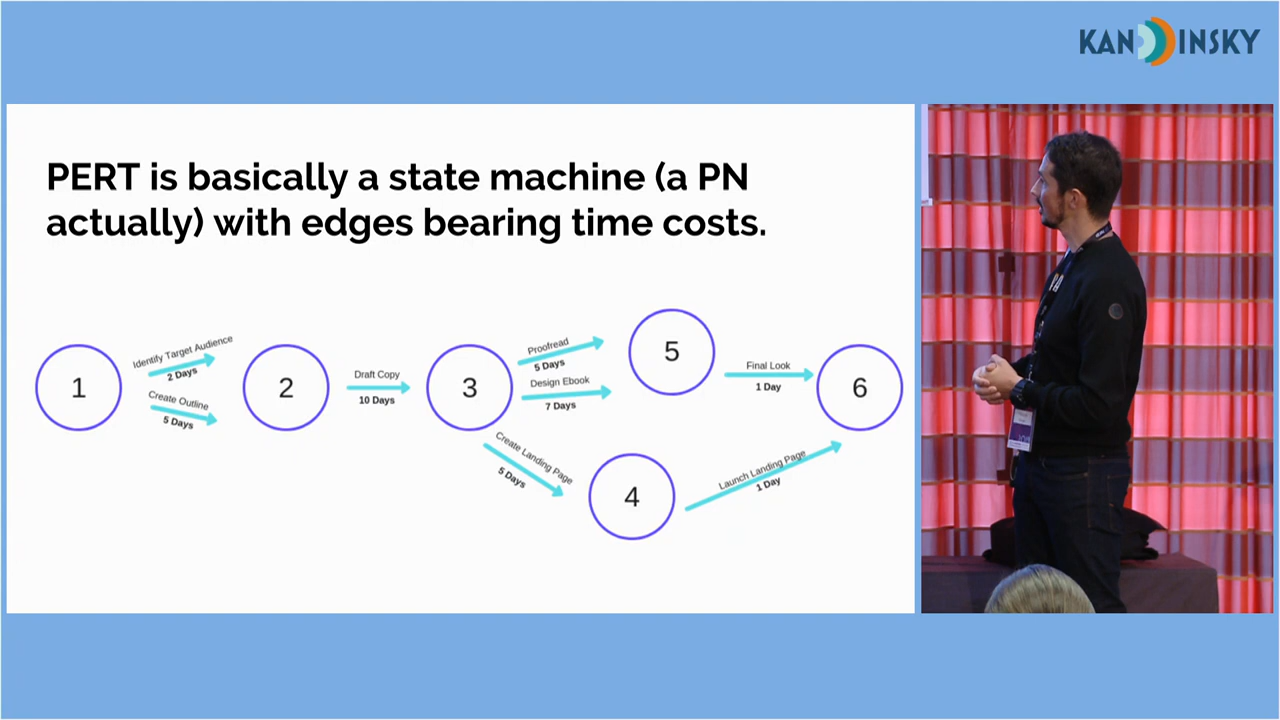 KANDINSKY
PERT is basically a state machine (a PN
actually) with edges bearing time costs.
1
Identify Target Audience
2 Days
Create Outline
5 Days
2
Draft Copy
10 Days
3
Proofread
5 Days
Design Ebook
7 Days
Create Landing Page
5 Days
5
4
Final Look
1 Day
Launch Landing Page
1 Day
6